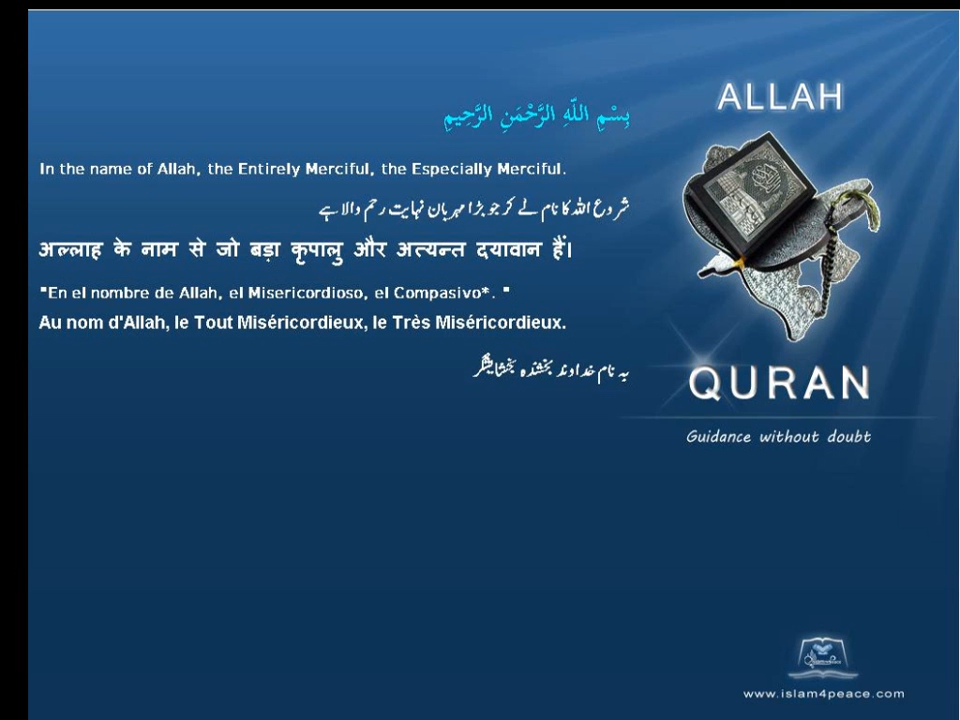 بِسْمِ اللَّهِ الرَّحْمَنِ الرَّحِيمِ
In the name of Allah, the Entirely Merciful, the Especially Merciful.
شروع الله کا نام لے کر جو بڑا مہربان نہایت رحم والا ہے
अल्लाह के नाम से जो बड़ा कृपालु और अत्यन्त दयावान हैं।
"En el nombre de Allah, el Misericordioso, el Compasivo*. "
Au nom d'Allah, le Tout Miséricordieux, le Très Miséricordieux.
به نام خداوند بخشنده بخشایشگر
ALLAH
QURAN
Guidance without doubt
www.islam4peace.com